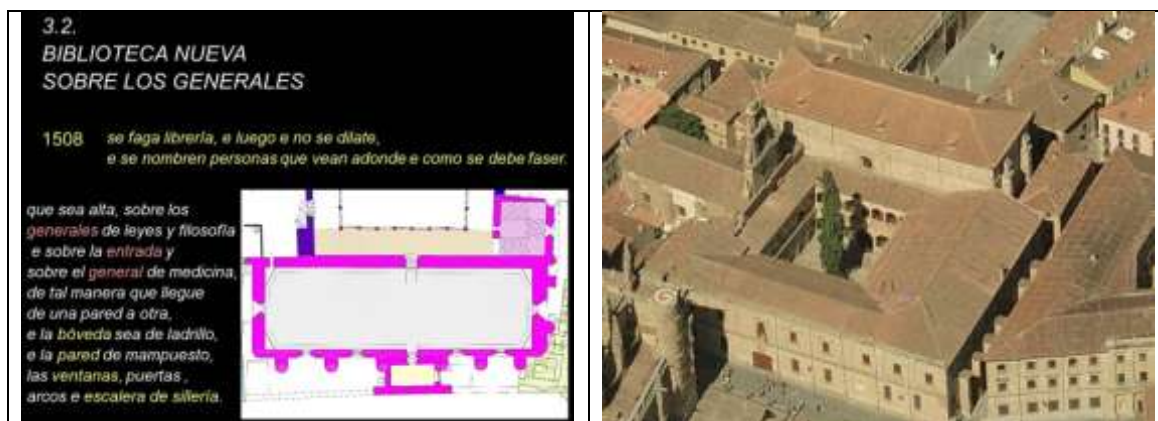 3.2.
BIBLIOTECA NUEVA
SOBRE LOS GENERALES
1508 se faga librería, e luego e no se dilate,
e se nombren personas que vean adonde e como se debe faser.
que sea alta, sobre los
generales de leyes y filosofía
e sobre la entrada y
sobre el general de medicina,
de tal manera que llegue
de una pared a otra,
e la bóveda sea de ladrillo,
e la pared de mampuesto,
las ventanas, puertas ,
arcos e escalera de sillería.